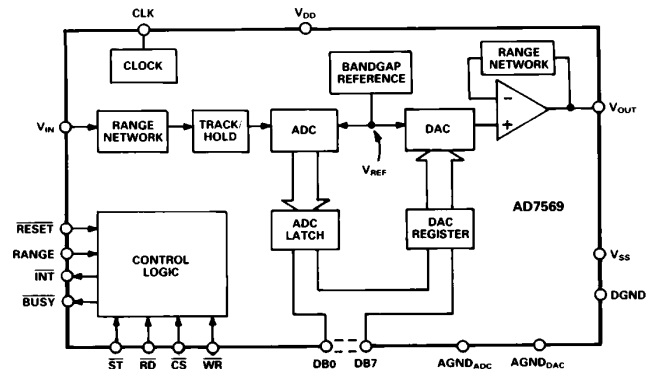 CLK
VDD
CLOCK
BANDGAP
REFERENCE
RANGE
NETWORK
VIN
RANGE
NETWORK
TRACK/
HOLD
ADC
DAC
−
+
VOUT
VREF
AD7569
ADC
LATCH
DAC
REGISTER
RESET
RANGE
INT
BUSY
CONTROL
LOGIC
VSS
DGND
ST RD CS WR DB0 DB7 AGNDADC AGNDDAC